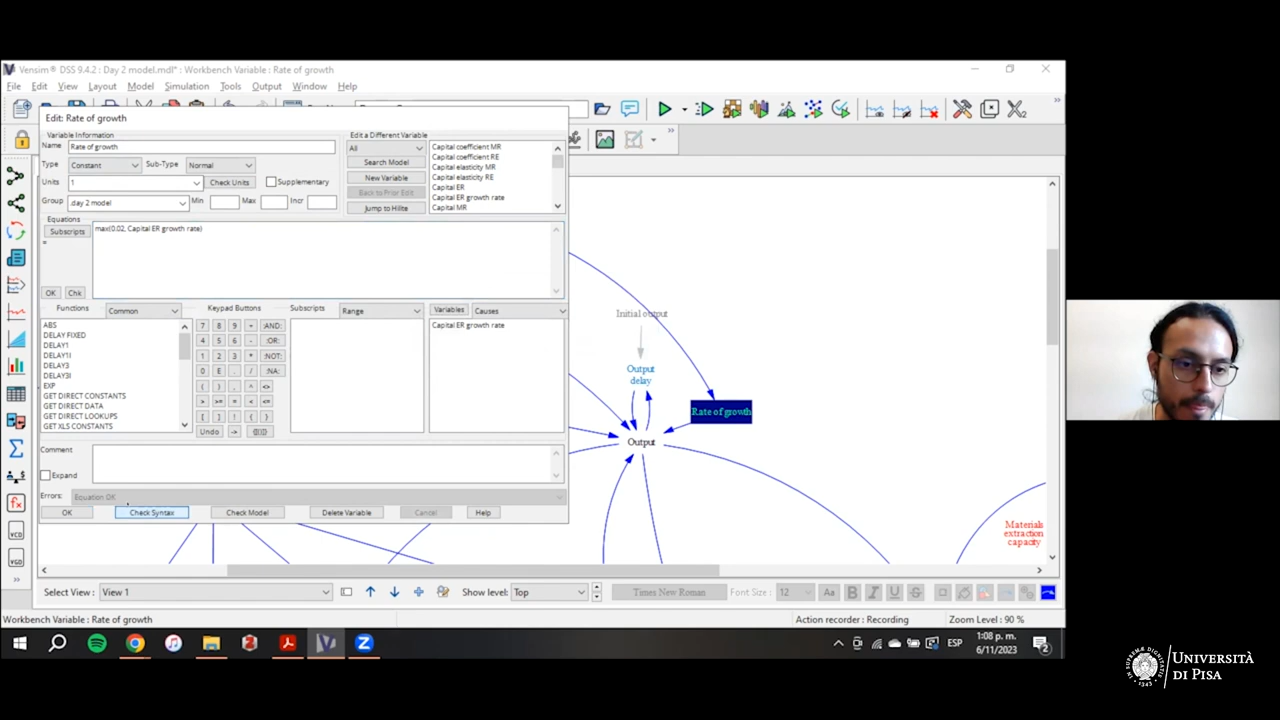 Vensim® DSS 9.4.2 : Day 2 model.mdl* : Workbench Variable : Rate of growth
File Edit View Layout Model Simulation Tools Output Window Help
Edit: Rate of growth
Variable Information
Name Rate of growth
Type Constant Sub-Type Normal
Units 1 Check Units Supplementary
Group .day 2 model Min Max Incr
Edit a Different Variable
All
Search Model
New Variable
Back to Prior Edit
Jump to Hilite
Capital coefficient MR
Capital coefficient RE
Capital elasticity MR
Capital elasticity RE
Capital ER
Capital ER growth rate
Capital MR
Equations
Subscripts
=
max(0.02, Capital ER growth rate)
OK Chk
Functions Common
Keypad Buttons
Subscripts Range
Variables Causes
ABS
DELAY FIXED
DELAY1
DELAY1I
DELAY3
DELAY3I
EXP
GET DIRECT CONSTANTS
GET DIRECT DATA
GET DIRECT LOOKUPS
GET XLS CONSTANTS
7 8 9 + :AND:
4 5 6 - :OR:
1 2 3 * :NOT:
0 E . / :NA:
( ) , ^ <>
> >= = < <=
[ ] ! { }
Undo -> {[()]}
Capital ER growth rate
Comment
Expand
Errors: Equation OK
OK Check Syntax Check Model Delete Variable Cancel Help
Initial output
Output
delay
Rate of growth
Output
Materials
extraction
capacity
Select View : View 1 Show level: Top Times New Roman Font Size : 12 Aa B I U S
Workbench Variable : Rate of growth Action recorder : Recording Zoom Level : 90 %
ESP
1:08 p. m.
6/11/2023
2
UNIVERSITÀ
DI PISA